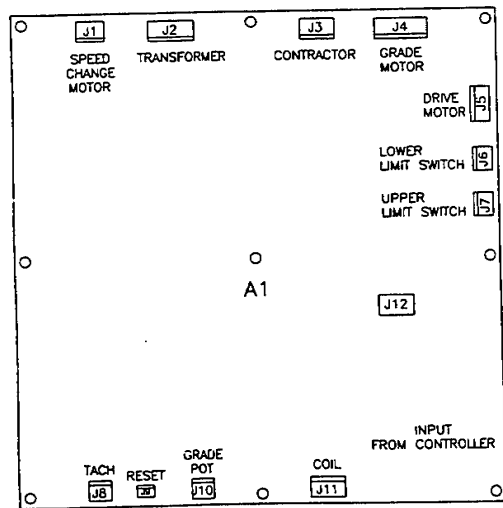 J1
J2
J3
J4
SPEED
CHANGE
MOTOR
TRANSFORMER
CONTRACTOR
GRADE
MOTOR
DRIVE
MOTOR
J5
LOWER
LIMIT SWITCH
J6
UPPER
LIMIT SWITCH
J7
A1
J12
INPUT
FROM CONTROLLER
TACH
J8
RESET
J9
GRADE
POT
J10
COIL
J11